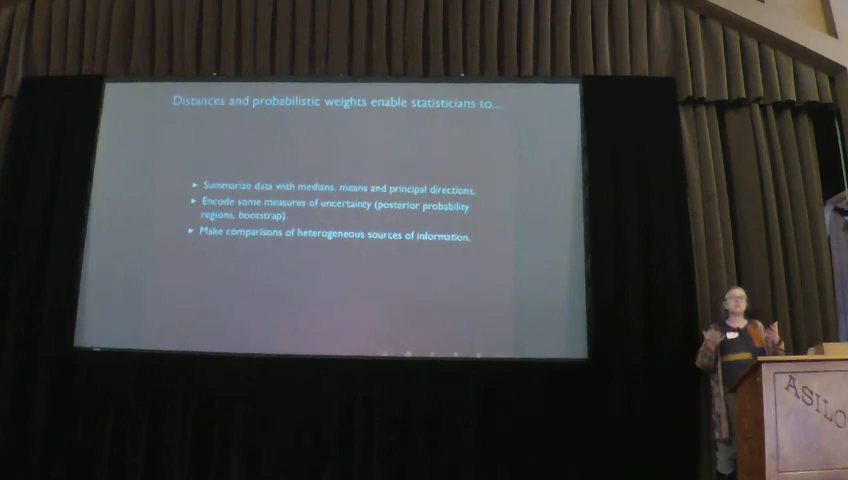 Distances and probabilistic weights enable statisticians to....
► Summarize data with medians, means and principal directions.
► Encode some measures of uncertainty (posterior probability
regions, bootstrap).
► Make comparisons of heterogeneous sources of information.
ASILO